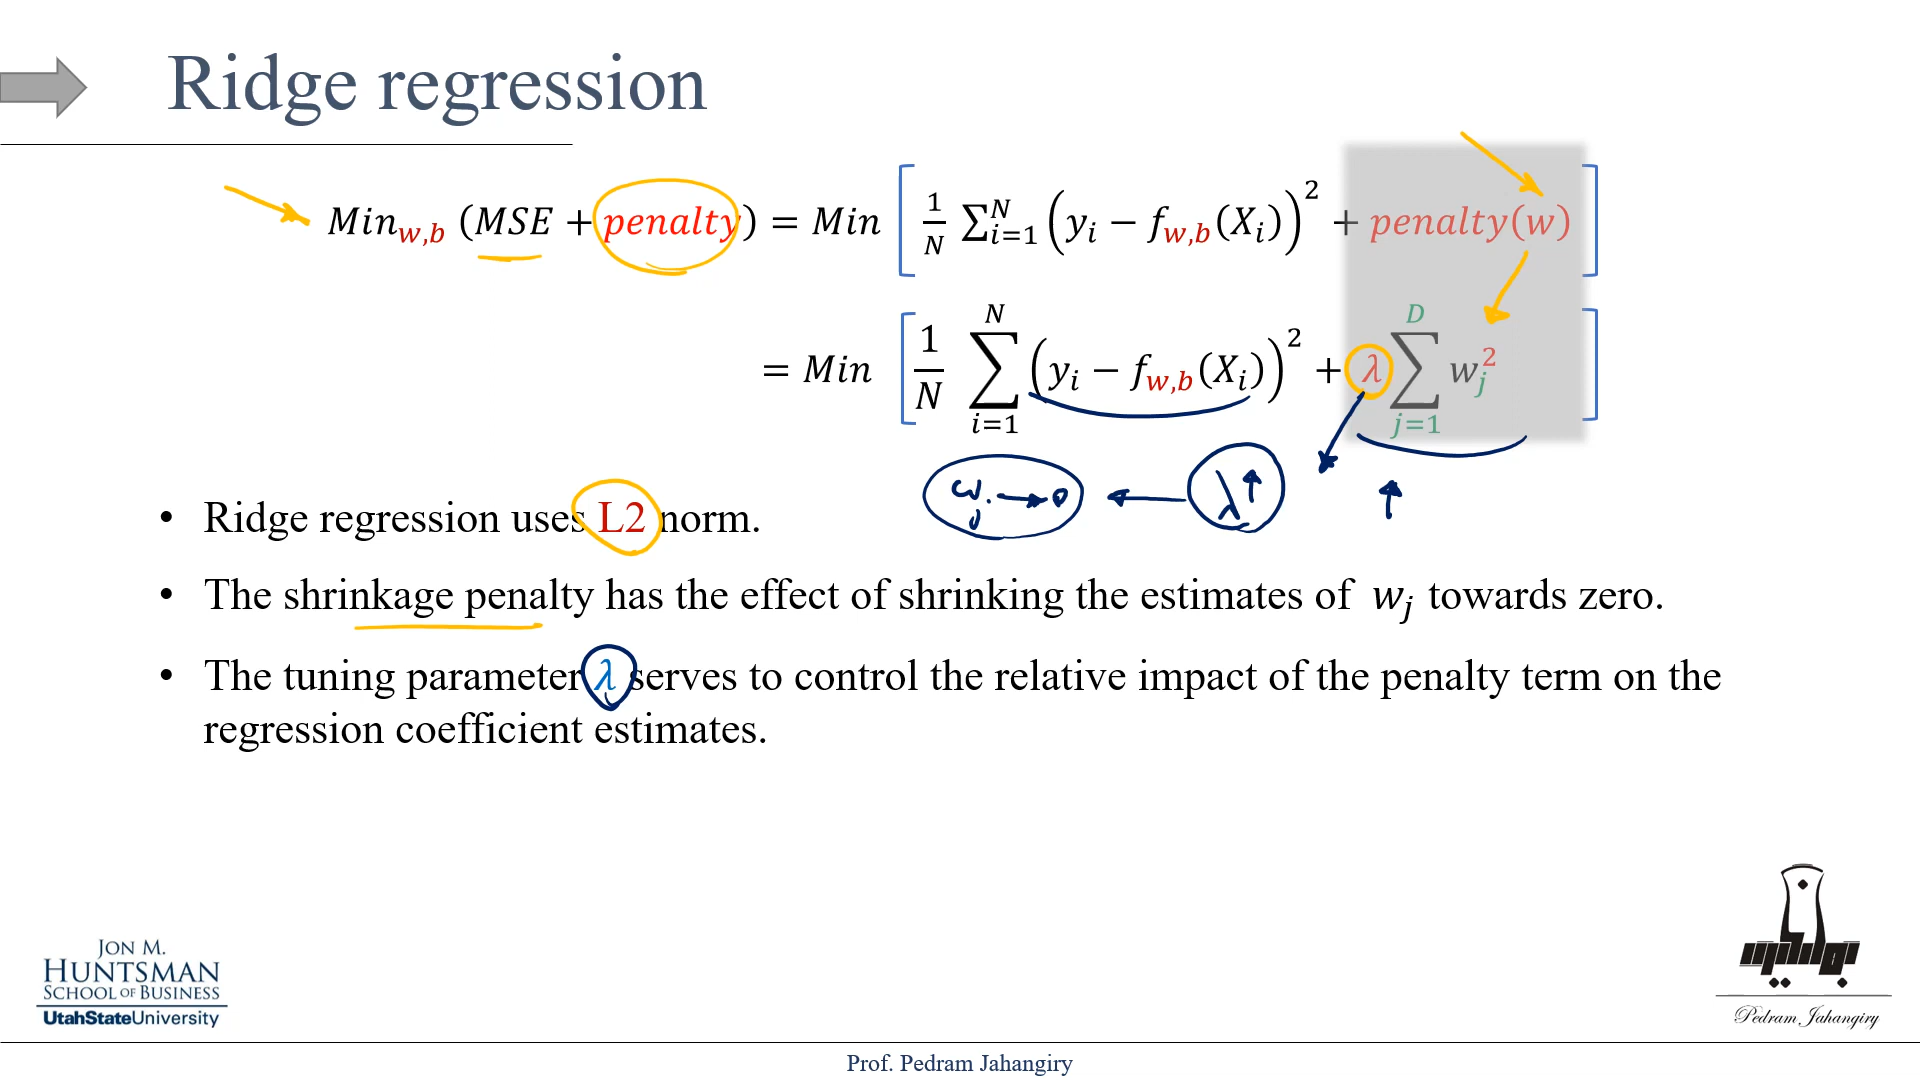 Ridge regression
Min_{w,b} (MSE + penalty) = Min [ 1/N ∑_{i=1}^{N} (y_i − f_{w,b}(X_i))^2 + penalty(w) ]
= Min [ 1/N ∑_{i=1}^{N} (y_i − f_{w,b}(X_i))^2 + λ ∑_{j=1}^{D} w_j^2 ]
w_j → 0 ← λ↑ ↑
• Ridge regression uses L2 norm.
• The shrinkage penalty has the effect of shrinking the estimates of w_j towards zero.
• The tuning parameter λ serves to control the relative impact of the penalty term on the
regression coefficient estimates.
JON M.
HUNTSMAN
SCHOOL OF BUSINESS
UtahStateUniversity
Pedram Jahangiry
Prof. Pedram Jahangiry